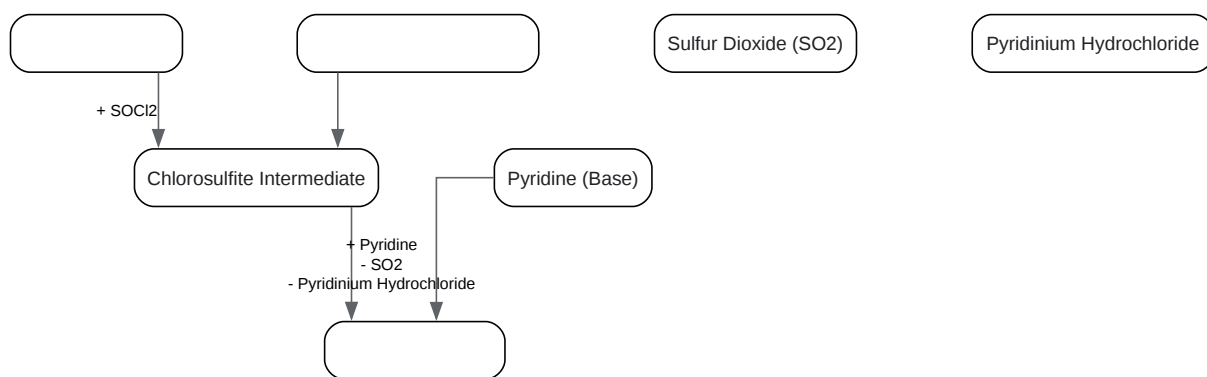 Sulfur Dioxide (SO2)
Pyridinium Hydrochloride
+ SOCl2
Chlorosulfite Intermediate
Pyridine (Base)
+ Pyridine
- SO2
- Pyridinium Hydrochloride